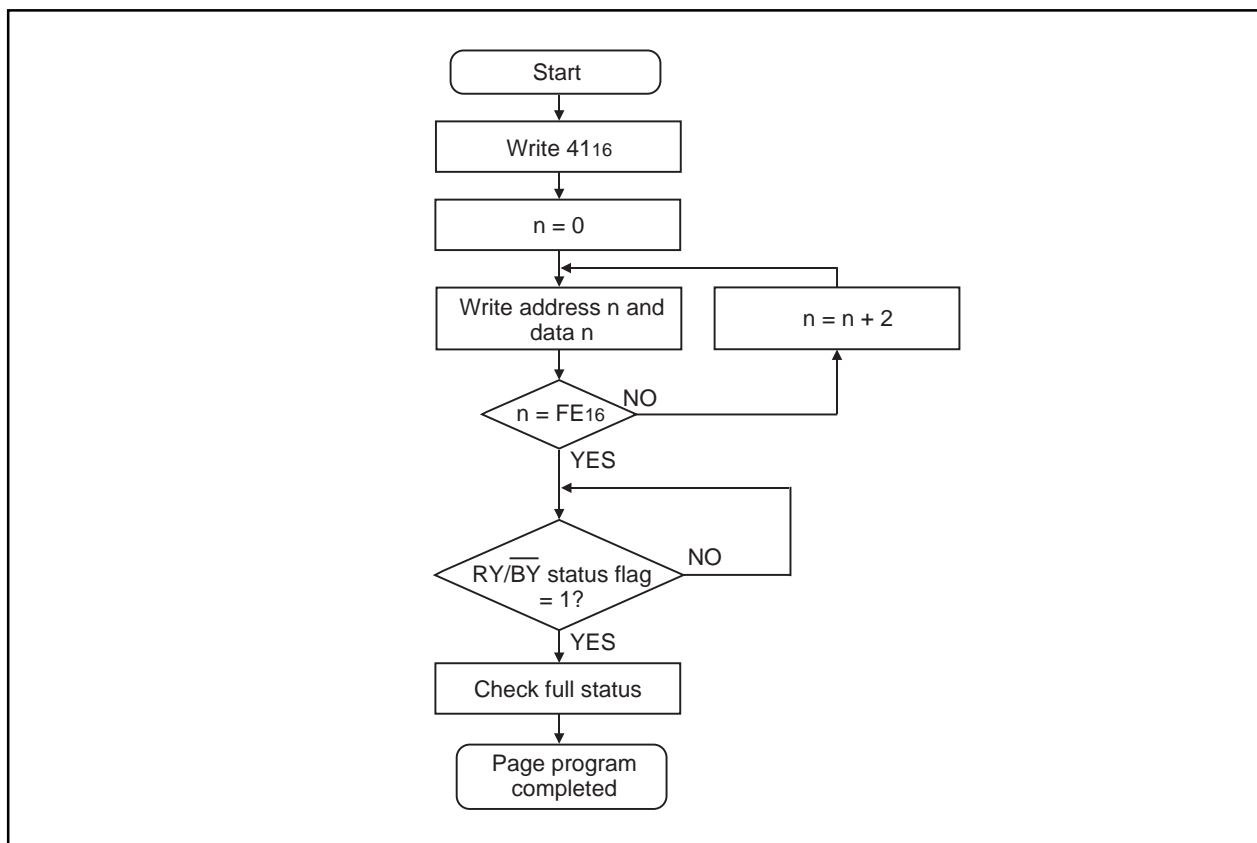 Start
Write 4116
n = 0
Write address n and
data n
n = n + 2
n = FE16
NO
YES
RY/B̅Y̅ status flag
= 1?
NO
YES
Check full status
Page program
completed